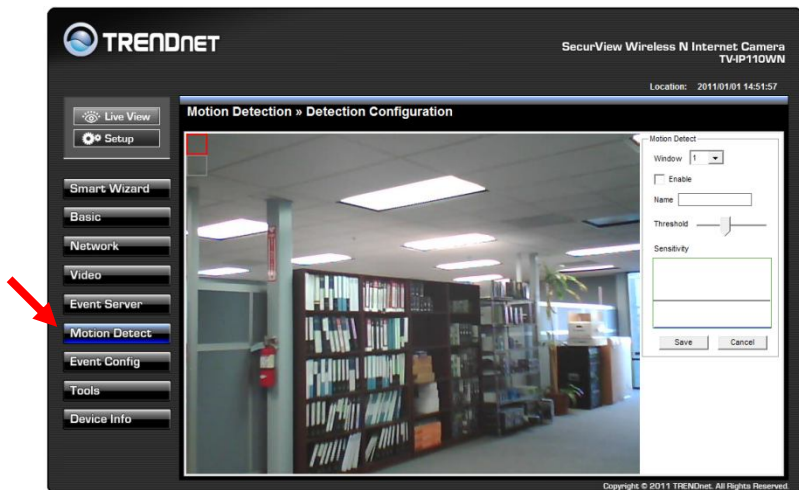 TRENDNET
SecurView Wireless N Internet Camera
TV-IP110WN
Location: 2011/01/01 14:51:57
Live View
Setup
Motion Detection » Detection Configuration
Smart Wizard
Basic
Network
Video
Event Server
Motion Detect
Event Config
Tools
Device Info
Motion Detect
Window 1
Enable
Name
Threshold
Sensitivity
Save Cancel
Copyright © 2011 TRENDnet. All Rights Reserved.